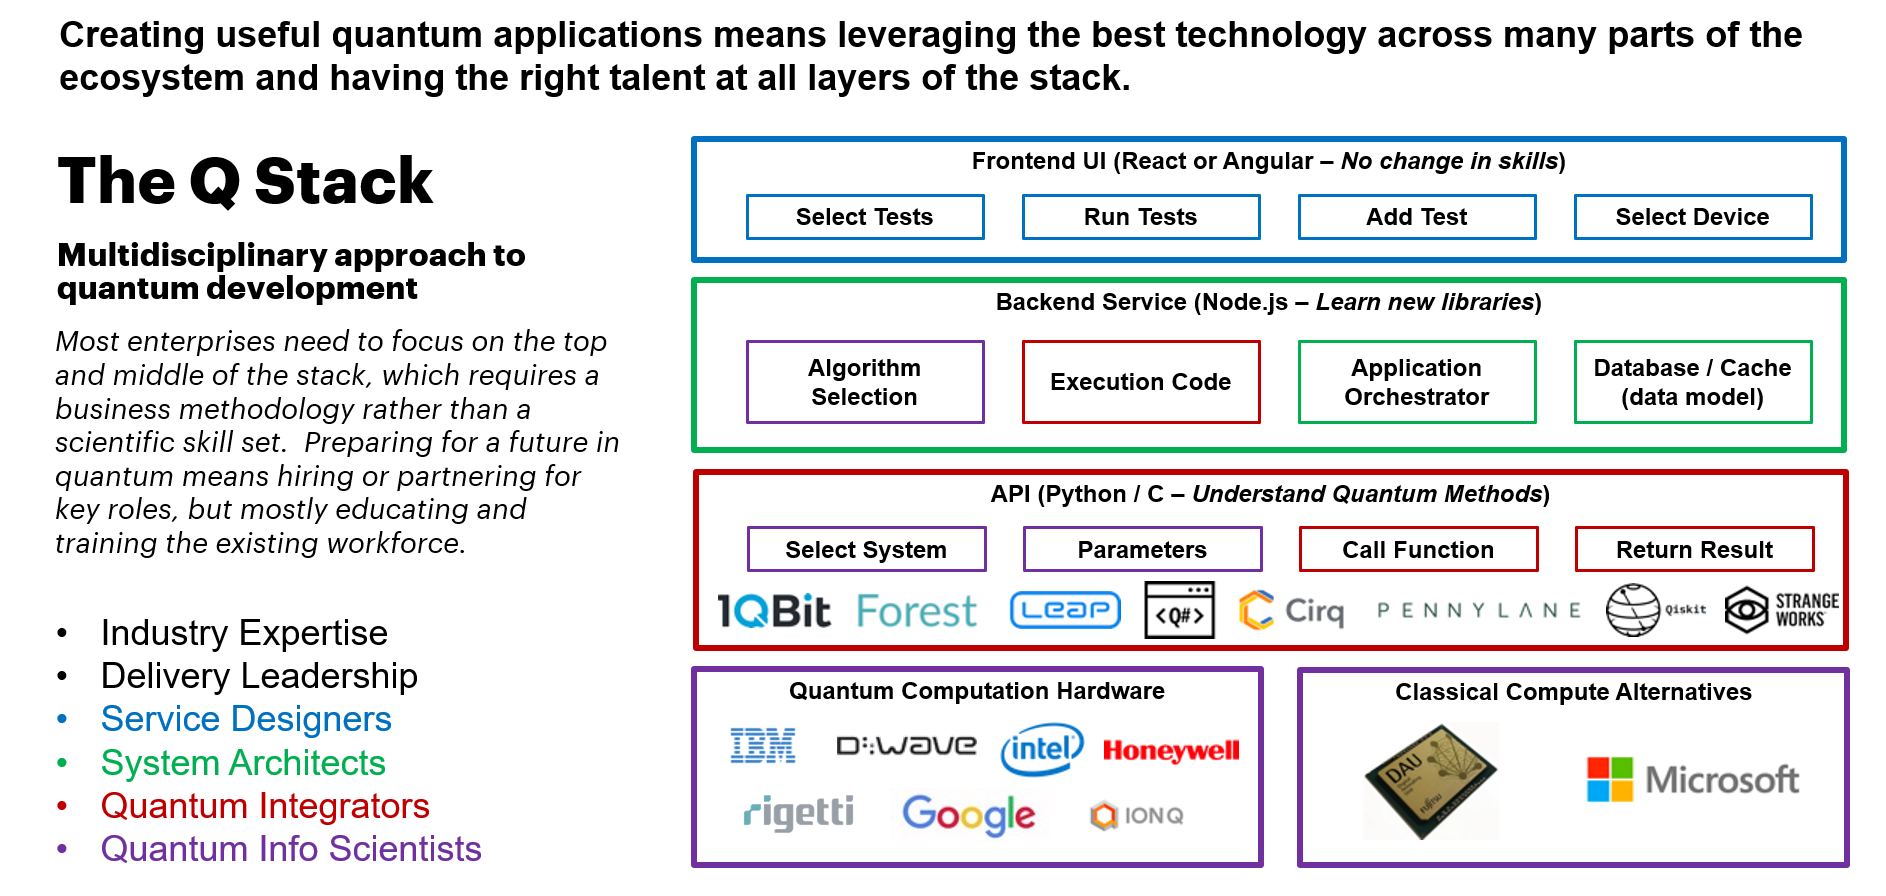 Creating useful quantum applications means leveraging the best technology across many parts of the
ecosystem and having the right talent at all layers of the stack.
The Q Stack
Multidisciplinary approach to
quantum development
Most enterprises need to focus on the top
and middle of the stack, which requires a
business methodology rather than a
scientific skill set.  Preparing for a future in
quantum means hiring or partnering for
key roles, but mostly educating and
training the existing workforce.
• Industry Expertise
• Delivery Leadership
• Service Designers
• System Architects
• Quantum Integrators
• Quantum Info Scientists
Frontend UI (React or Angular – No change in skills)
Select Tests
Run Tests
Add Test
Select Device
Backend Service (Node.js – Learn new libraries)
Algorithm
Selection
Execution Code
Application
Orchestrator
Database / Cache
(data model)
API (Python / C – Understand Quantum Methods)
Select System
Parameters
Call Function
Return Result
1QBit
Forest
Leap
<Q#>
Cirq
PENNYLANE
Qiskit
STRANGE
WORKS
Quantum Computation Hardware
IBM
D:wave
intel
Honeywell
rigetti
Google
IONQ
Classical Compute Alternatives
DAU
FUJITSU
Microsoft